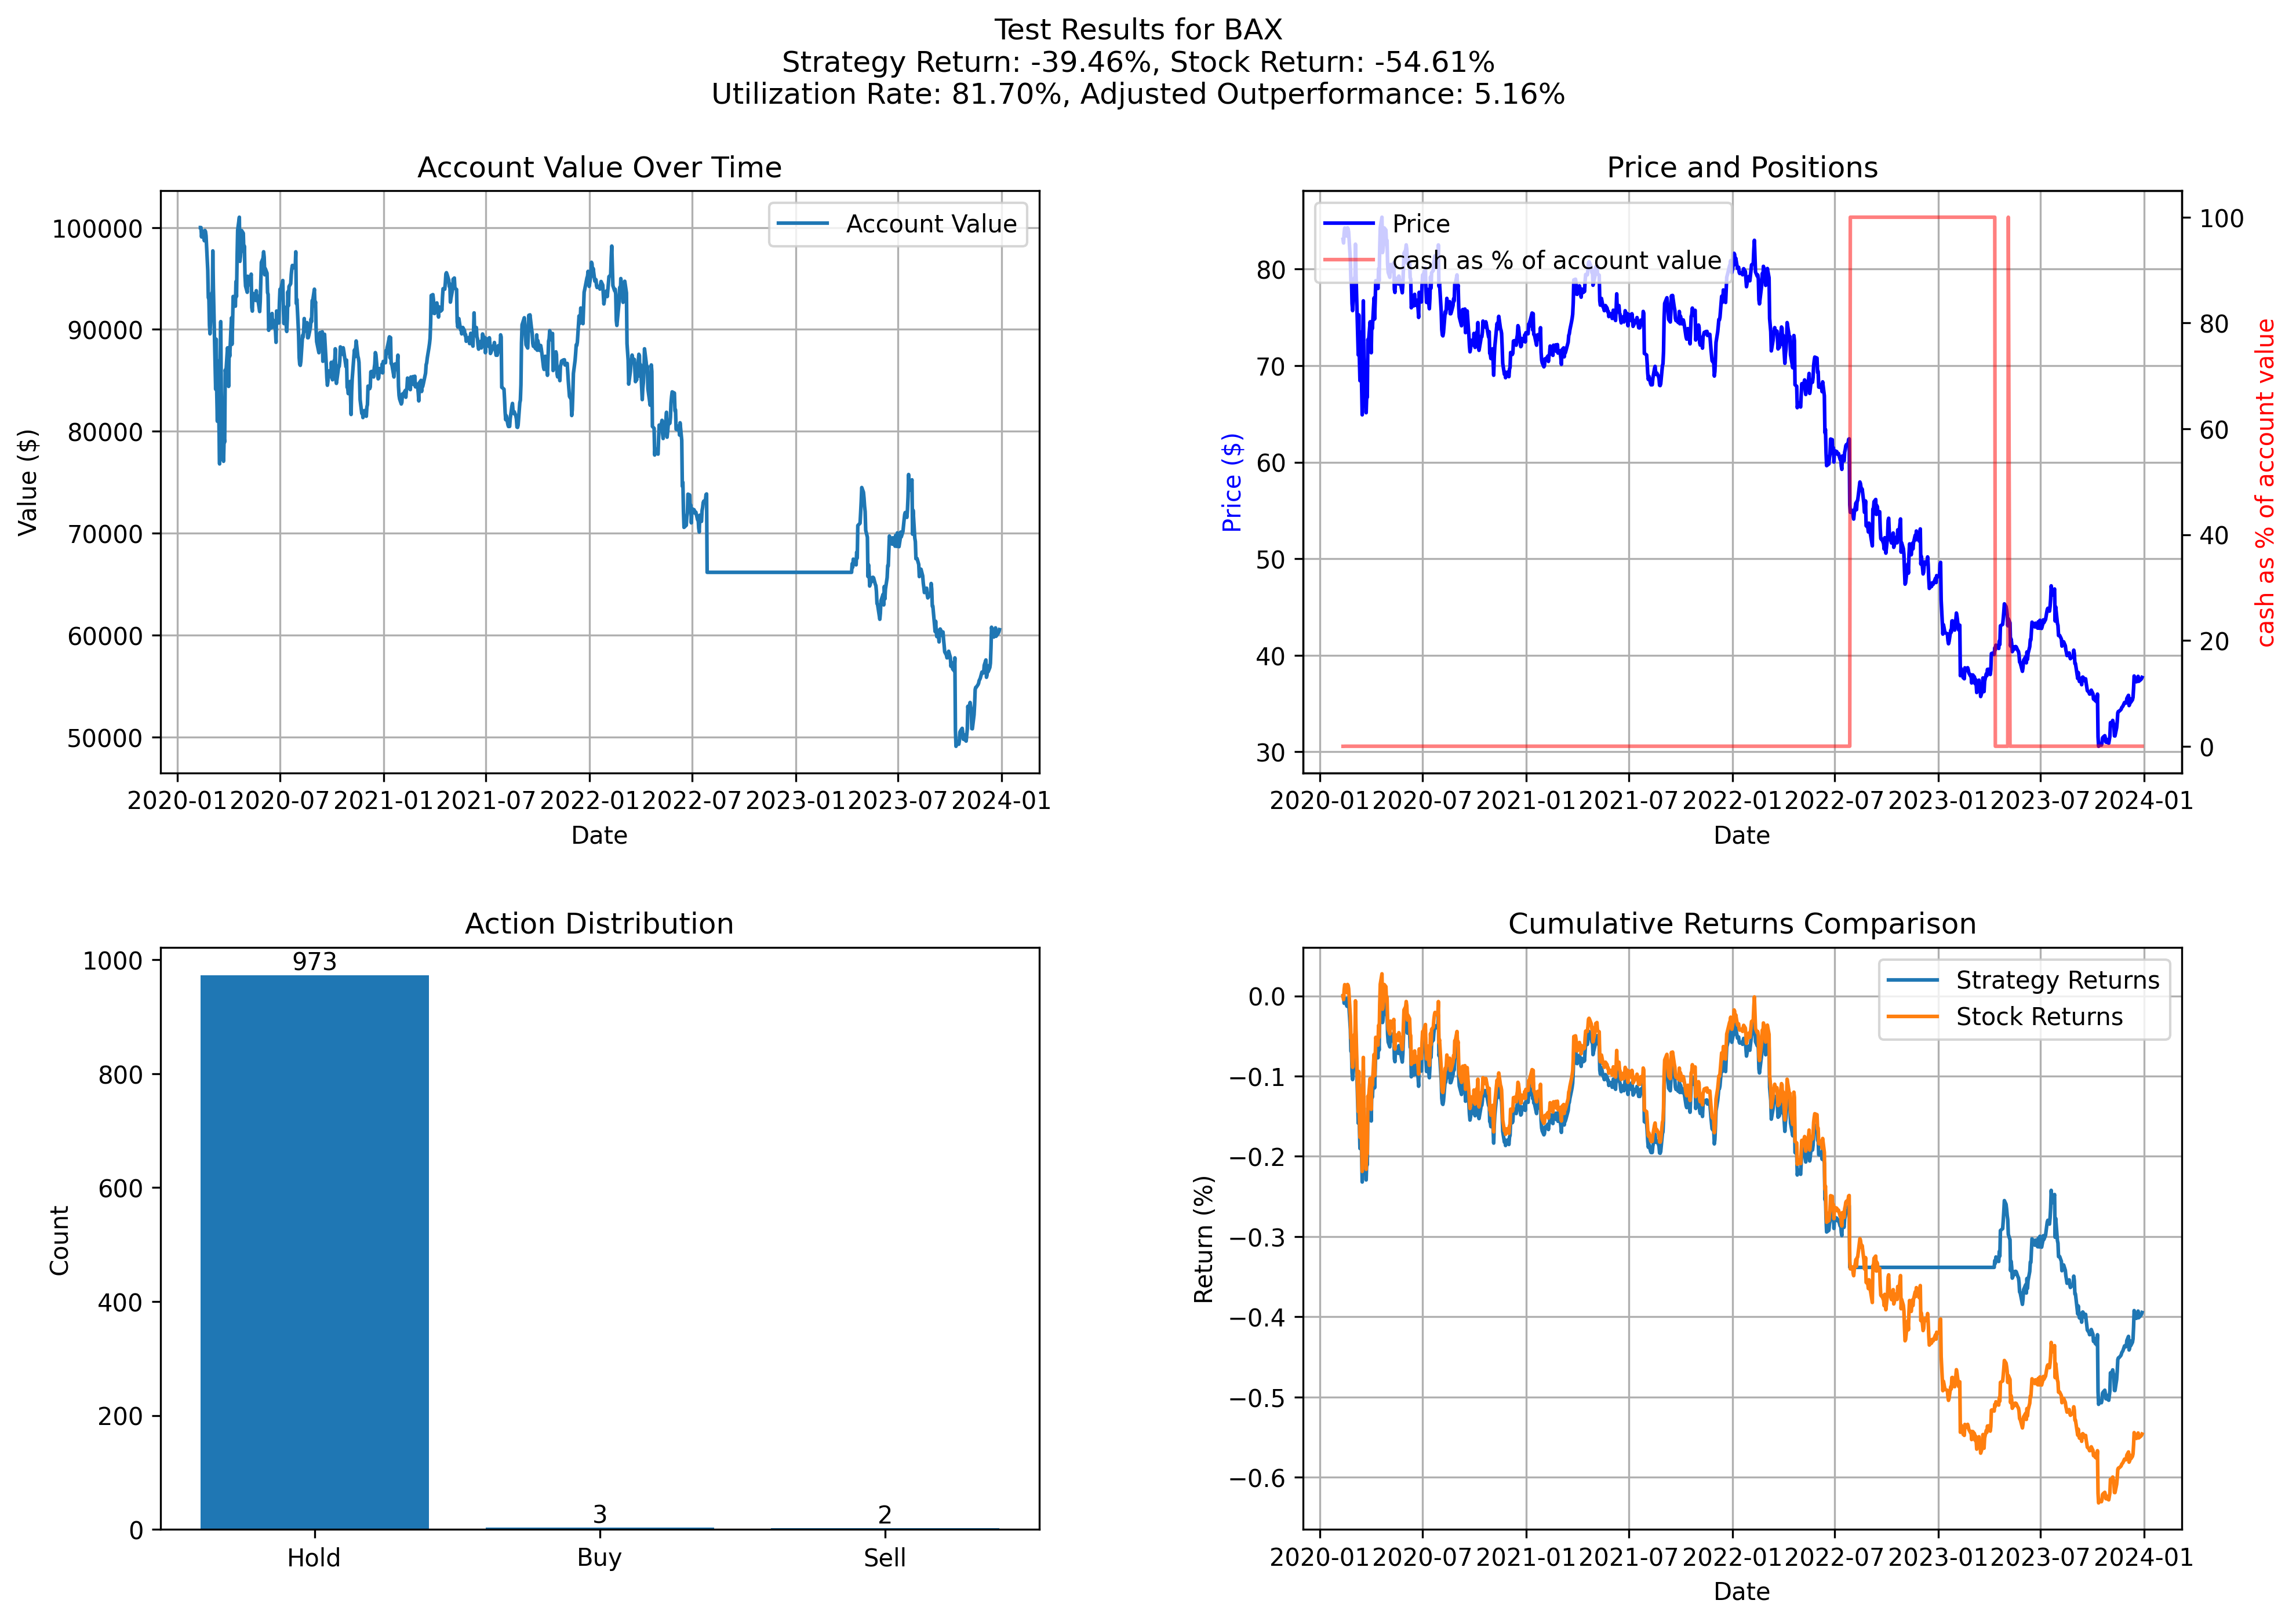 Test Results for BAX
Strategy Return: -39.46%, Stock Return: -54.61%
Utilization Rate: 81.70%, Adjusted Outperformance: 5.16%
Account Value Over Time
Account Value
100000
90000
80000
70000
60000
50000
Value ($)
2020-01 2020-07 2021-01 2021-07 2022-01 2022-07 2023-01 2023-07 2024-01
Date
Price and Positions
Price
cash as % of account value
80
70
60
50
40
30
Price ($)
100
80
60
40
20
0
cash as % of account value
2020-01 2020-07 2021-01 2021-07 2022-01 2022-07 2023-01 2023-07 2024-01
Date
Action Distribution
1000
800
600
400
200
0
Count
973
3
2
Hold Buy Sell
Cumulative Returns Comparison
Strategy Returns
Stock Returns
0.0
−0.1
−0.2
−0.3
−0.4
−0.5
−0.6
Return (%)
2020-01 2020-07 2021-01 2021-07 2022-01 2022-07 2023-01 2023-07 2024-01
Date